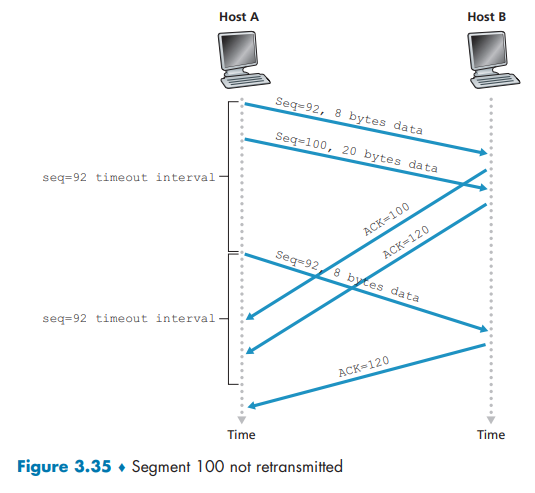 Host A
Host B
Seq=92, 8 bytes data
Seq=100, 20 bytes data
seq=92 timeout interval
ACK=100
ACK=120
Seq=92, 8 bytes data
seq=92 timeout interval
ACK=120
Time
Time
Figure 3.35 ♦ Segment 100 not retransmitted